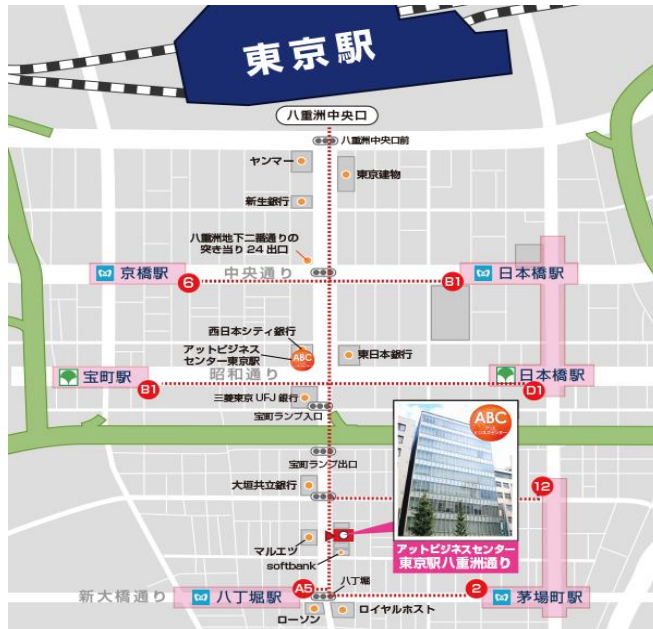 東京駅
八重洲中央口
八重洲中央口前
ヤンマー
東京建物
新生銀行
八重洲地下二番通りの
突き当り24出口
京橋駅
中央通り
日本橋駅
6
B1
西日本シティ銀行
アットビジネス
センター東京駅
ABC
東日本銀行
宝町駅
昭和通り
日本橋駅
B1
D1
三菱東京UFJ銀行
宝町ランプ入口
ABC
ビジネスセンター
宝町ランプ出口
大垣共立銀行
12
マルエツ
softbank
アットビジネスセンター
東京駅八重洲通り
A5
八丁堀
2
新大橋通り
八丁堀駅
茅場町駅
ローソン
ロイヤルホスト